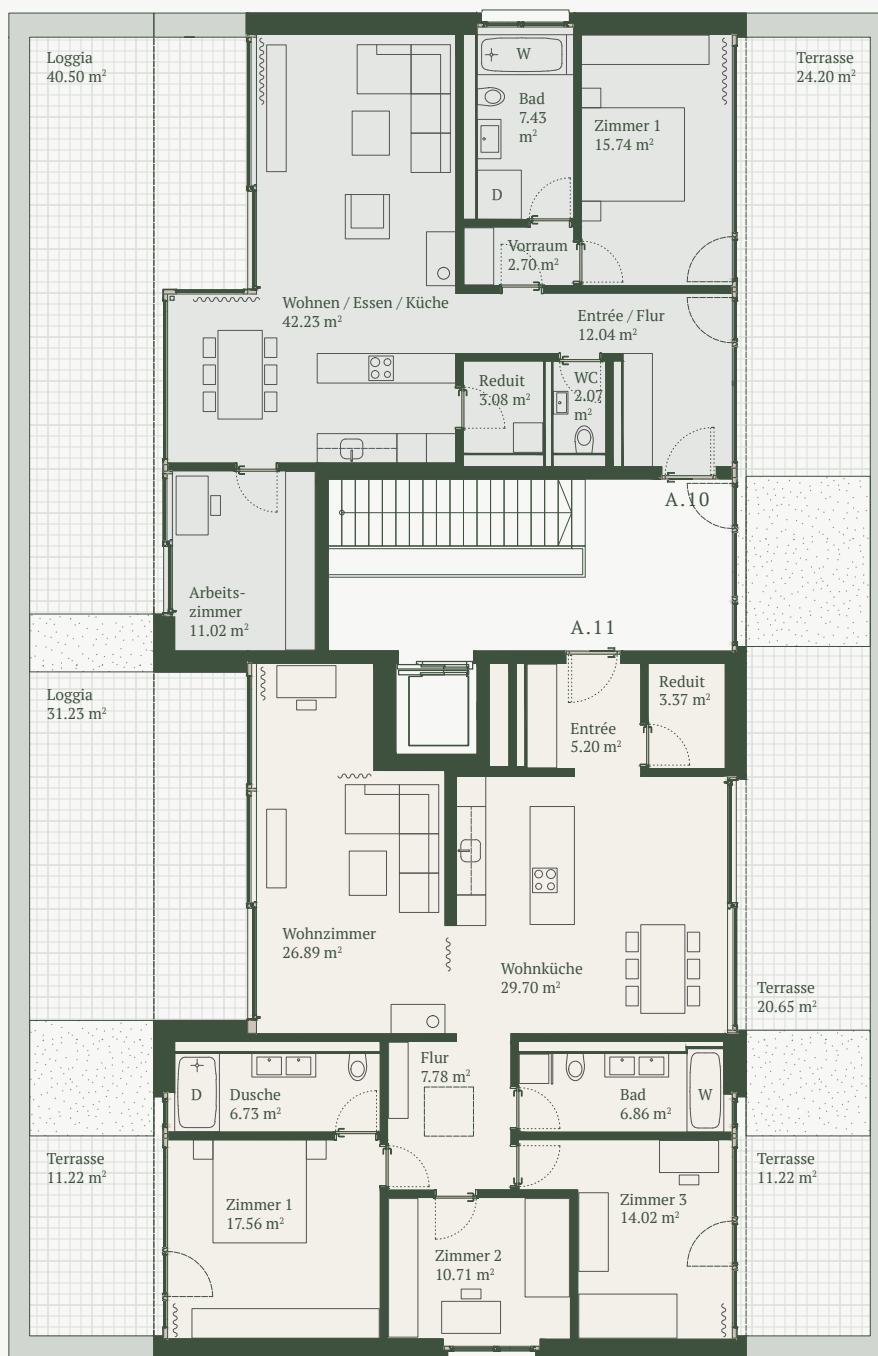 Loggia
40.50 m²
W
Bad
7.43
m²
Zimmer 1
15.74 m²
Terrasse
24.20 m²
D
Vorraum
2.70 m²
Wohnen / Essen / Küche
42.23 m²
Entrée / Flur
12.04 m²
Reduit
3.08 m²
WC
2.07
m²
A.10
Arbeits-
zimmer
11.02 m²
A.11
Loggia
31.23 m²
Reduit
3.37 m²
Entrée
5.20 m²
Wohnzimmer
26.89 m²
Wohnküche
29.70 m²
Terrasse
20.65 m²
Flur
7.78 m²
D
Dusche
6.73 m²
Bad
6.86 m²
W
Terrasse
11.22 m²
Terrasse
11.22 m²
Zimmer 1
17.56 m²
Zimmer 3
14.02 m²
Zimmer 2
10.71 m²